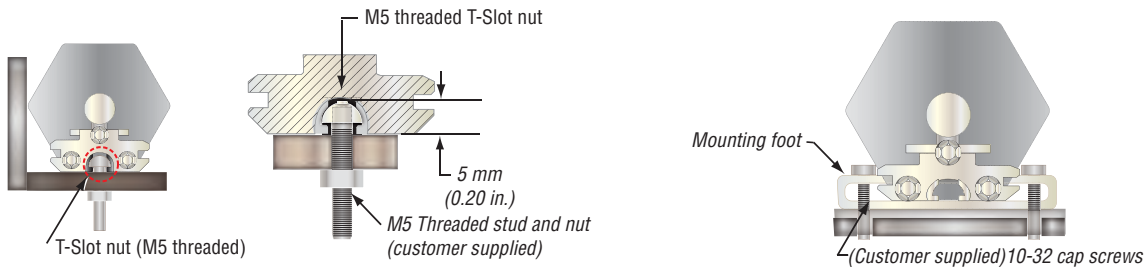 M5 threaded T-Slot nut
T-Slot nut (M5 threaded)
5 mm
(0.20 in.)
M5 Threaded stud and nut
(customer supplied)
Mounting foot
(Customer supplied)10-32 cap screws